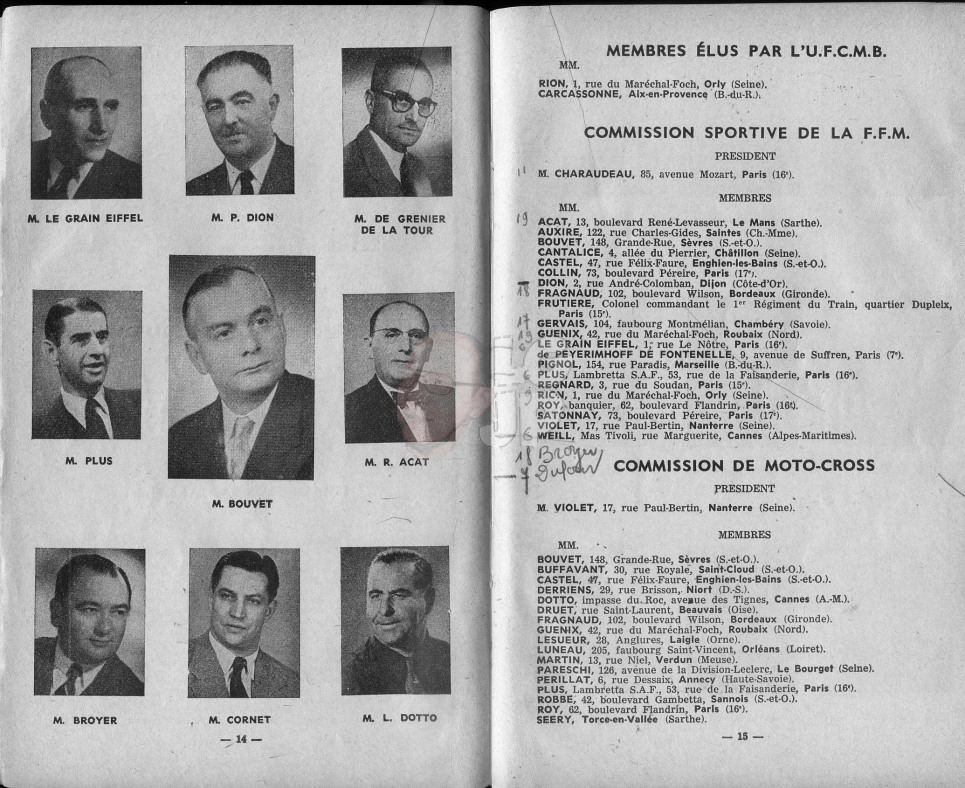 M. LE GRAIN EIFFEL
M. P. DION
M. DE GRENIER
DE LA TOUR
M. PLUS
M. BOUVET
M. R. ACAT
M. BROYER
M. CORNET
M. L. DOTTO
— 14 —
MEMBRES ÉLUS PAR L'U.F.C.M.B.
MM.
RION, 1, rue du Maréchal-Foch, Orly (Seine).
CARCASSONNE, Aix-en-Provence (B.-du-R.).
COMMISSION SPORTIVE DE LA F.F.M.
PRESIDENT
11 M. CHARAUDEAU, 85, avenue Mozart, Paris (16e).
MEMBRES
MM.
19 ACAT, 13, boulevard René-Levasseur, Le Mans (Sarthe).
AUXIRE, 122, rue Charles-Gides, Saintes (Ch.-Mme).
BOUVET, 148, Grande-Rue, Sèvres (S.-et-O.).
CANTALICE, 4, allée du Pierrier, Châtillon (Seine).
CASTEL, 47, rue Félix-Faure, Enghien-les-Bains (S.-et-O.).
COLLIN, 73, boulevard Péreire, Paris (17e).
DION, 2, rue André-Colomban, Dijon (Côte-d'Or).
18 FRAGNAUD, 102, boulevard Wilson, Bordeaux (Gironde).
FRUTIERE, Colonel commandant le 1er Régiment du Train, quartier Dupleix,
Paris (15e).
17 GERVAIS, 104, faubourg Montmélian, Chambéry (Savoie).
19 GUENIX, 42, rue du Maréchal-Foch, Roubaix (Nord).
LE GRAIN EIFFEL, 1, rue Le Nôtre, Paris (16e).
de PEYERIMHOFF DE FONTENELLE, 9, avenue de Suffren, Paris (7e).
PIGNOL, 154, rue Paradis, Marseille (B.-du-R.).
6 PLUS, Lambretta S.A.F., 53, rue de la Faisanderie, Paris (16e).
REGNARD, 3, rue du Soudan, Paris (15e).
RION, 1, rue du Maréchal-Foch, Orly (Seine).
ROY, banquier, 62, boulevard Flandrin, Paris (16e).
SATONNAY, 73, boulevard Péreire, Paris (17e).
VIOLET, 17, rue Paul-Bertin, Nanterre (Seine).
6 WEILL, Mas Tivoli, rue Marguerite, Cannes (Alpes-Maritimes).
18 Broyer
— 7 Dufour
COMMISSION DE MOTO-CROSS
PRESIDENT
M. VIOLET, 17, rue Paul-Bertin, Nanterre (Seine).
MEMBRES
MM.
BOUVET, 148, Grande-Rue, Sèvres (S.-et-O.).
BUFFAVANT, 30, rue Royale, Saint-Cloud (S.-et-O.).
CASTEL, 47, rue Félix-Faure, Enghien-les-Bains (S.-et-O.).
DERRIENS, 29, rue Brisson, Niort (D.-S.).
DOTTO, impasse du Roc, avenue des Tignes, Cannes (A.-M.).
DRUET, rue Saint-Laurent, Beauvais (Oise).
FRAGNAUD, 102, boulevard Wilson, Bordeaux (Gironde).
GUENIX, 42, rue du Maréchal-Foch, Roubaix (Nord).
LESUEUR, 28, Anglures, Laigle (Orne).
LUNEAU, 205, faubourg Saint-Vincent, Orléans (Loiret).
MARTIN, 13, rue Niel, Verdun (Meuse).
PARESCHI, 126, avenue de la Division-Leclerc, Le Bourget (Seine).
PERILLAT, 6, rue Dessaix, Annecy (Haute-Savoie).
PLUS, Lambretta S.A.F., 53, rue de la Faisanderie, Paris (16e).
ROBBE, 42, boulevard Gambetta, Sannois (S.-et-O.).
ROY, 62, boulevard Flandrin, Paris (16e).
SEERY, Torce-en-Vallée (Sarthe).
— 15 —